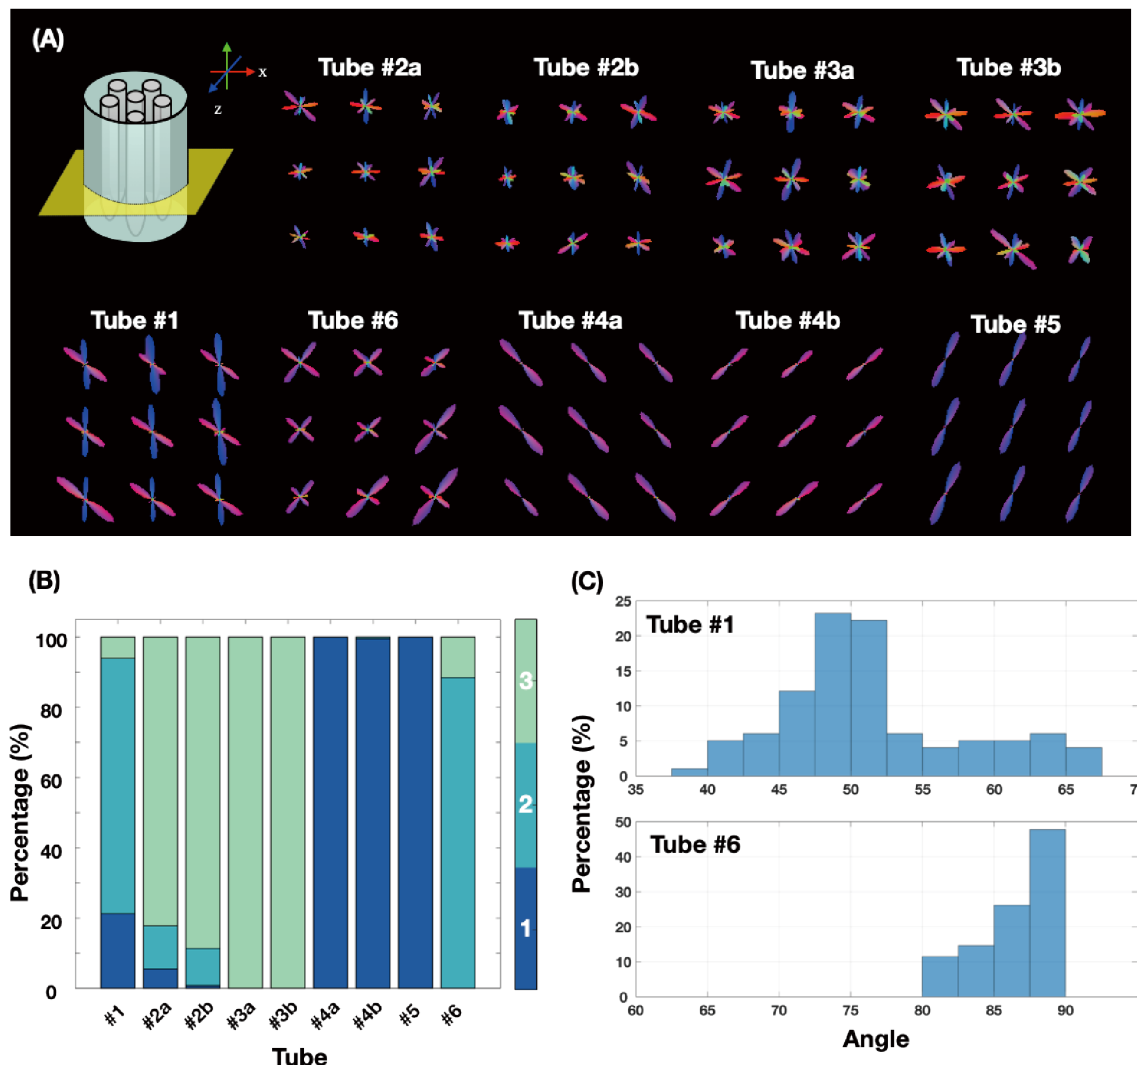 (A)
x
z
Tube #2a
Tube #2b
Tube #3a
Tube #3b
Tube #1
Tube #6
Tube #4a
Tube #4b
Tube #5
(B)
100
80
60
40
20
0
Percentage (%)
#1
#2a
#2b
#3a
#3b
#4a
#4b
#5
#6
Tube
3
2
1
(C)
Tube #1
25
20
15
10
5
0
35
40
45
50
55
60
65
Percentage (%)
Tube #6
50
40
30
20
10
0
60
65
70
75
80
85
90
Angle